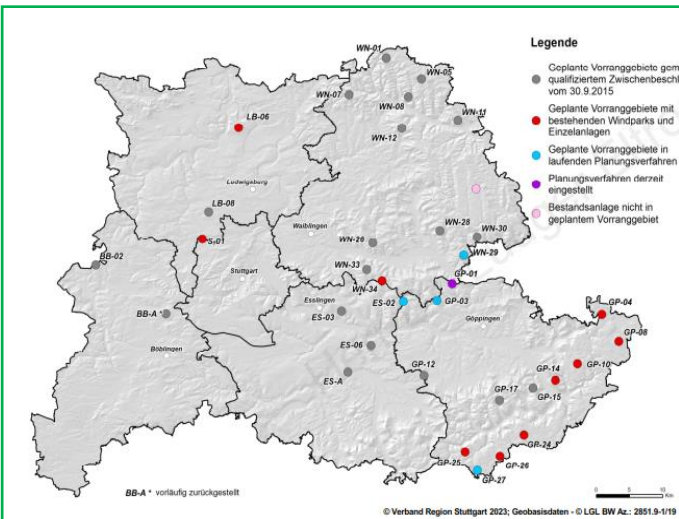 Legende
Geplante Vorranggebiete gem
qualifiziertem Zwischenbeschl
vom 30.9.2015
Geplante Vorranggebiete mit
bestehenden Windparks und
Einzelanlagen
Geplante Vorranggebiete in
laufenden Planungsverfahren
Planungsverfahren derzeit
eingestellt
Bestandsanlage nicht in
geplantem Vorranggebiet
WN-01
WN-05
WN-07
WN-08
WN-11
WN-12
LB-06
Ludwigsburg
LB-08
Waiblingen
WN-28
WN-30
S-01
WN-29
BB-02
WN-33
Stuttgart
WN-34
GP-01
Esslingen
ES-02
GP-03
GP-04
BB-A *
ES-03
Göppingen
GP-08
Böblingen
ES-06
GP-10
GP-14
ES-A
GP-12
GP-15
GP-17
GP-24
GP-25
GP-26
GP-27
BB-A * vorläufig zurückgestellt
0
5
10
Km
© Verband Region Stuttgart 2023; Geobasisdaten - © LGL BW Az.: 2851.9-1/19